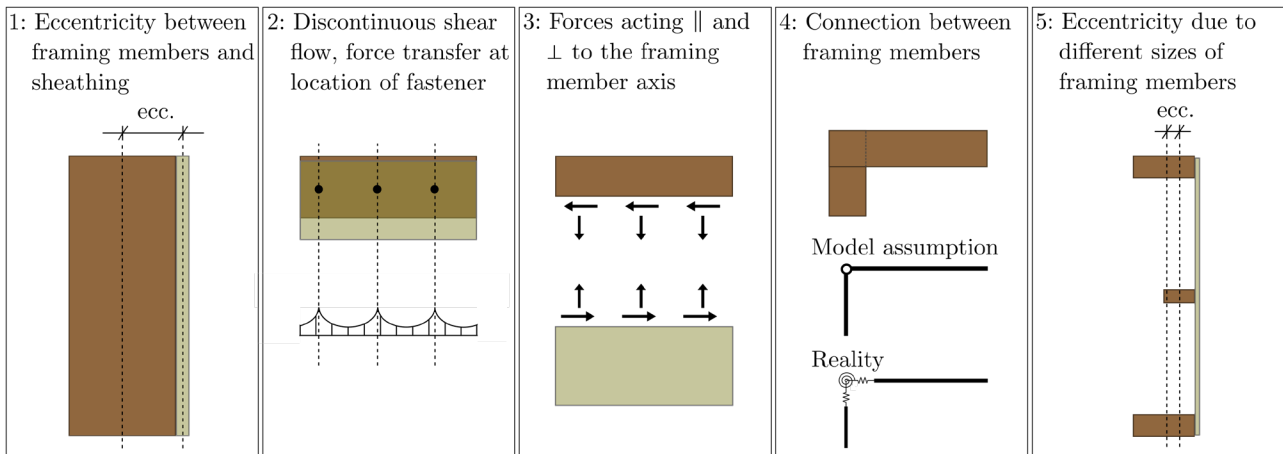 1: Eccentricity between
framing members and
sheathing
ecc.
2: Discontinuous shear
flow, force transfer at
location of fastener
3: Forces acting ∥ and
⊥ to the framing
member axis
4: Connection between
framing members
Model assumption
Reality
5: Eccentricity due to
different sizes of
framing members
ecc.